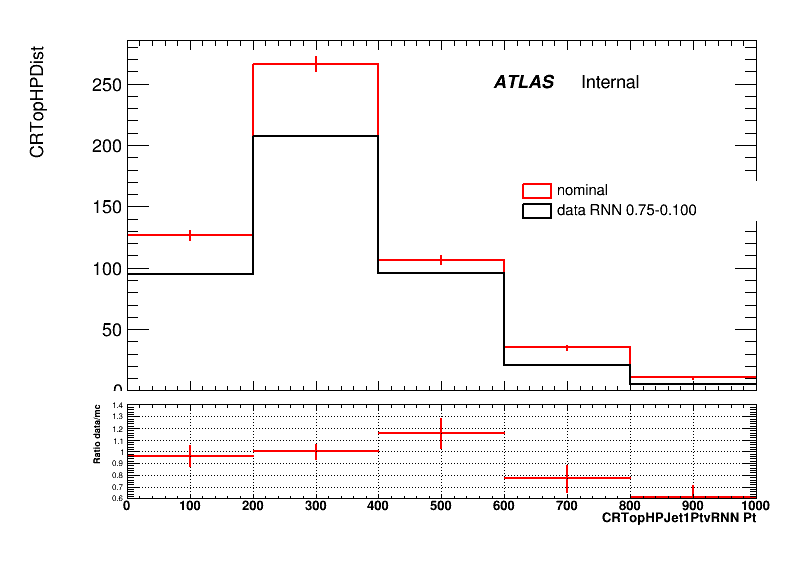 CRTopHPDist
250
200
150
100
50
0
ATLAS Internal
nominal
data RNN 0.75-0.100
Ratio data/mc
1.4
1.3
1.2
1.1
1
0.9
0.8
0.7
0.6
0 100 200 300 400 500 600 700 800 900 1000
CRTopHPJet1PtvRNN Pt